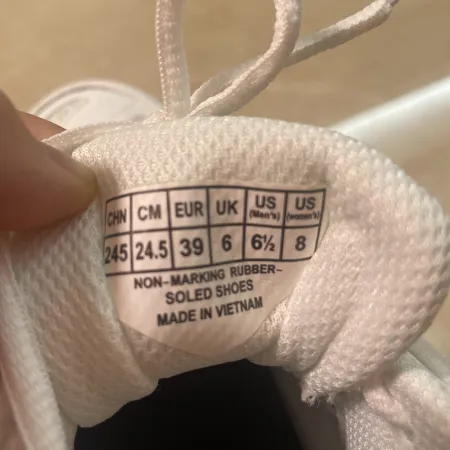 CHN CM EUR UK US (Men's) US (women's)
245 24.5 39 6 6½ 8
NON-MARKING RUBBER-
SOLED SHOES
MADE IN VIETNAM